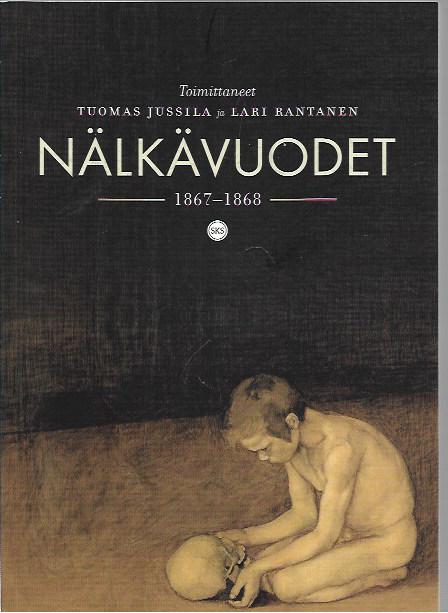 Toimittaneet
TUOMAS JUSSILA ja LARI RANTANEN
NÄLKÄVUODET
1867–1868
SKS